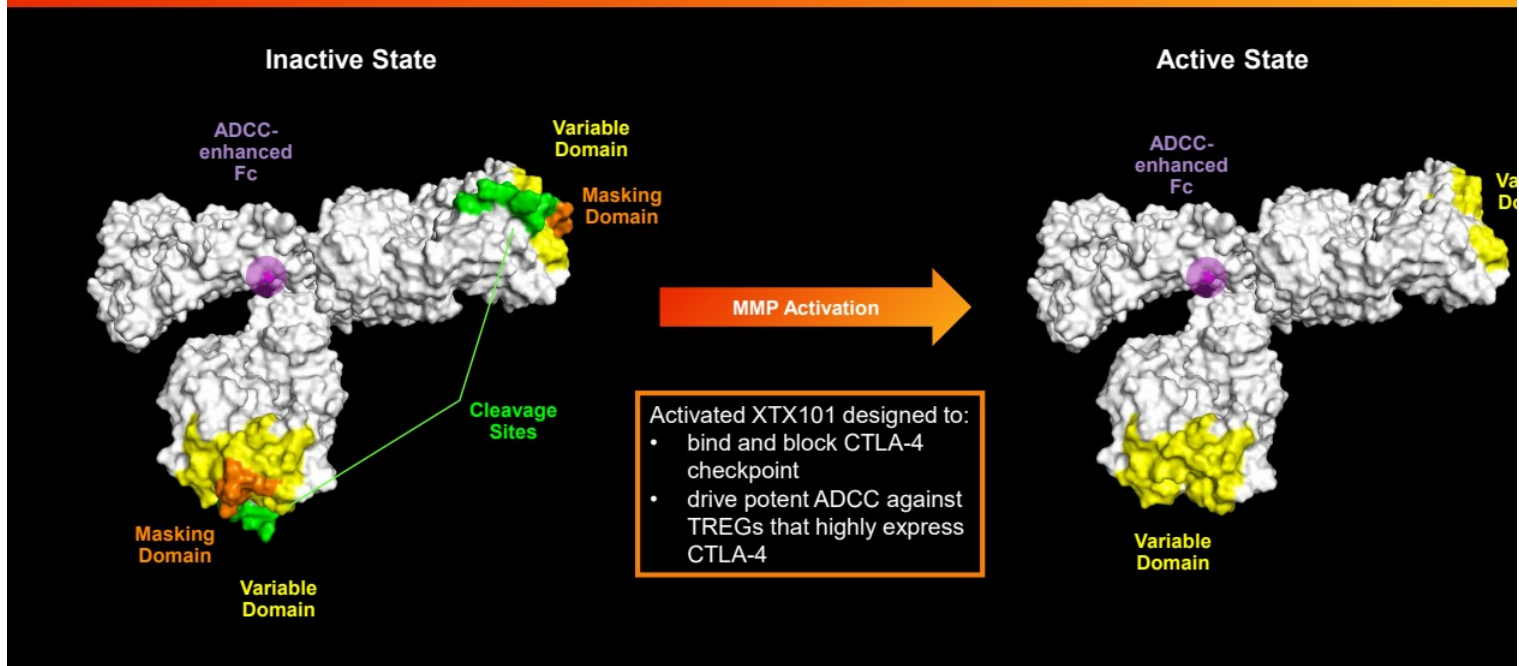 Inactive State
Active State
ADCC-
enhanced
Fc
Variable
Domain
Masking
Domain
Cleavage
Sites
Masking
Domain
Variable
Domain
MMP Activation
Activated XTX101 designed to:
• bind and block CTLA-4
checkpoint
• drive potent ADCC against
TREGs that highly express
CTLA-4
ADCC-
enhanced
Fc
Variable
Domain